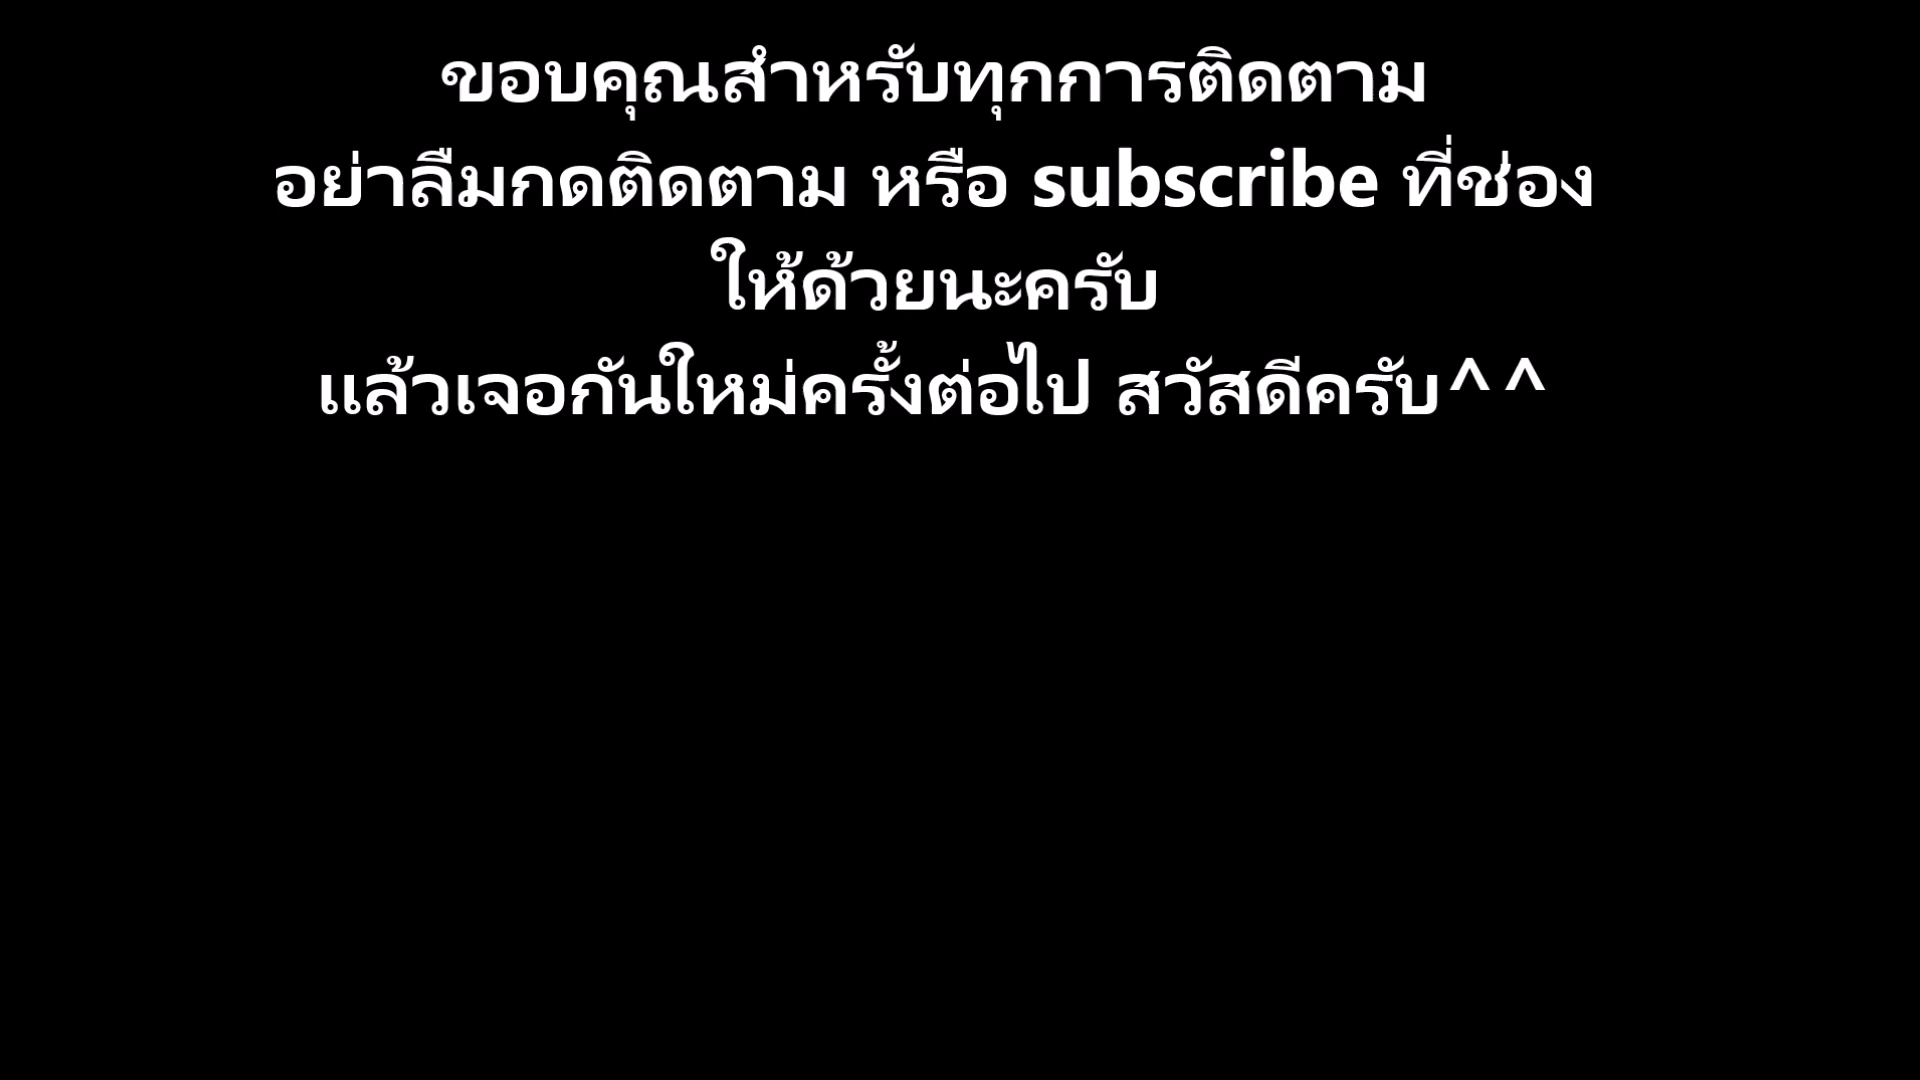 ขอบคุณสำหรับทุกการติดตาม
อย่าลืมกดติดตาม หรือ subscribe ที่ช่อง
ให้ด้วยนะครับ
แล้วเจอกันใหม่ครั้งต่อไป สวัสดีครับ^^